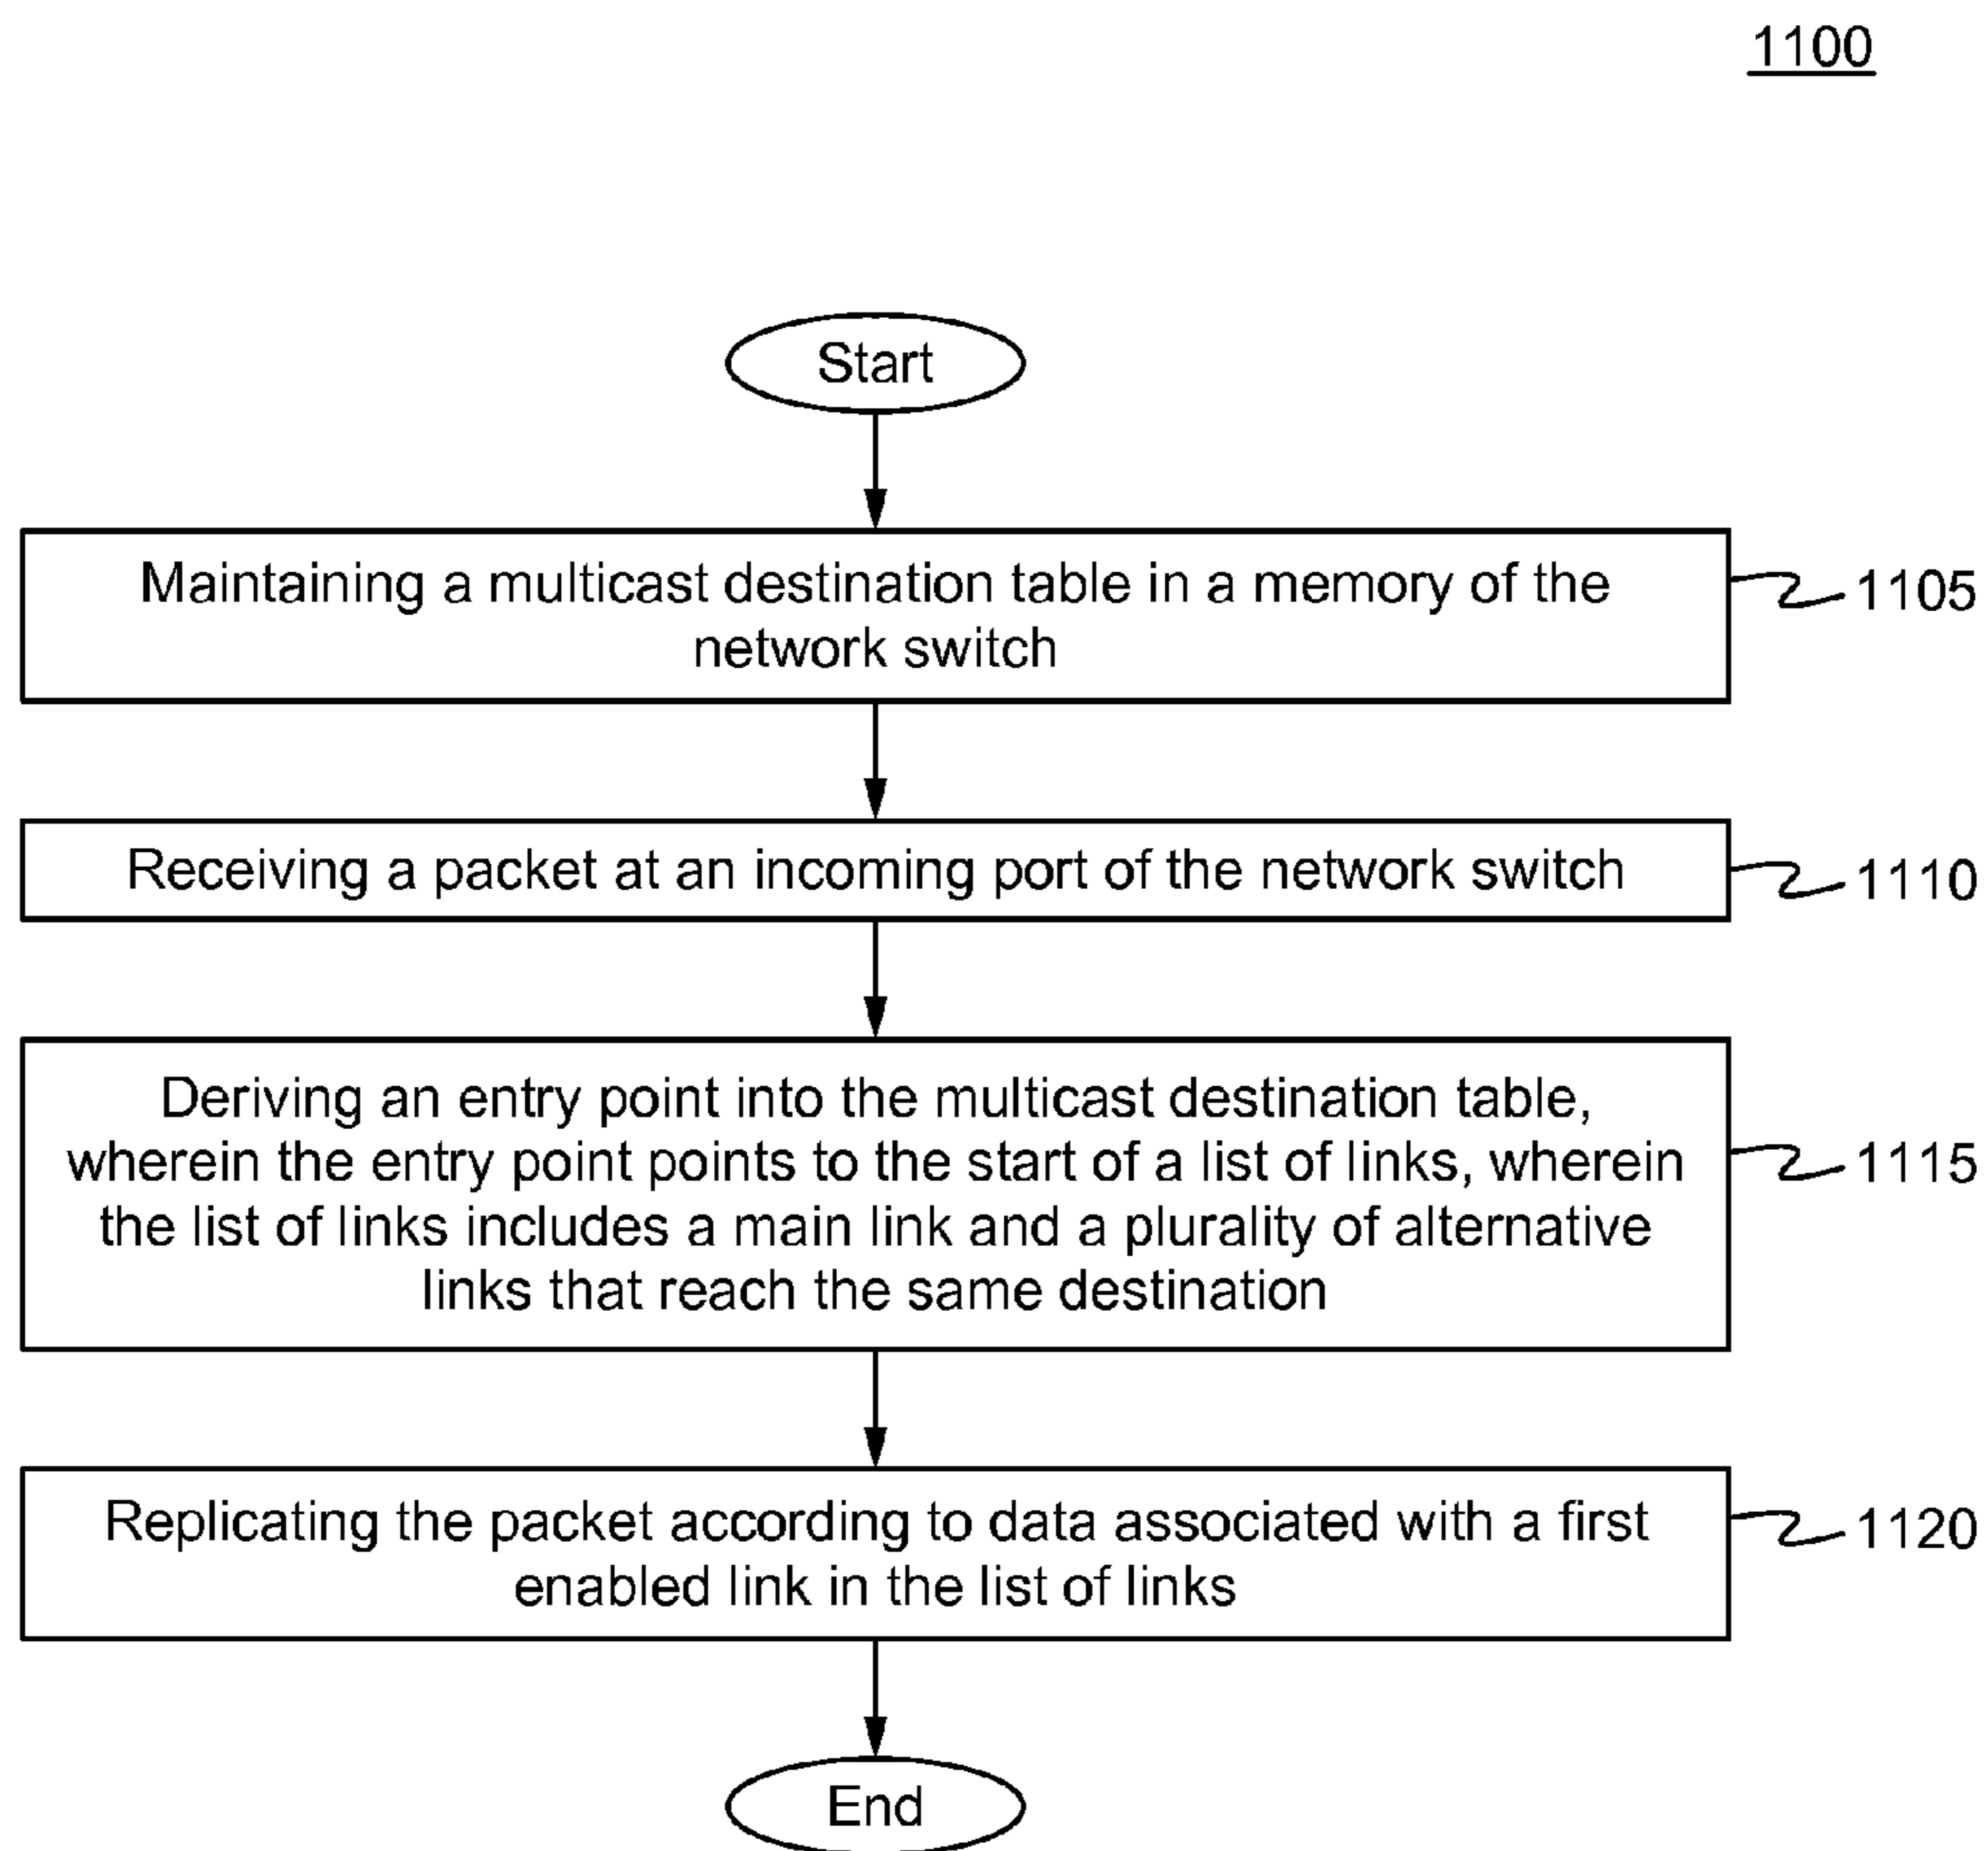 1100
Start
Maintaining a multicast destination table in a memory of the
network switch
1105
Receiving a packet at an incoming port of the network switch
1110
Deriving an entry point into the multicast destination table,
wherein the entry point points to the start of a list of links, wherein
the list of links includes a main link and a plurality of alternative
links that reach the same destination
1115
Replicating the packet according to data associated with a first
enabled link in the list of links
1120
End